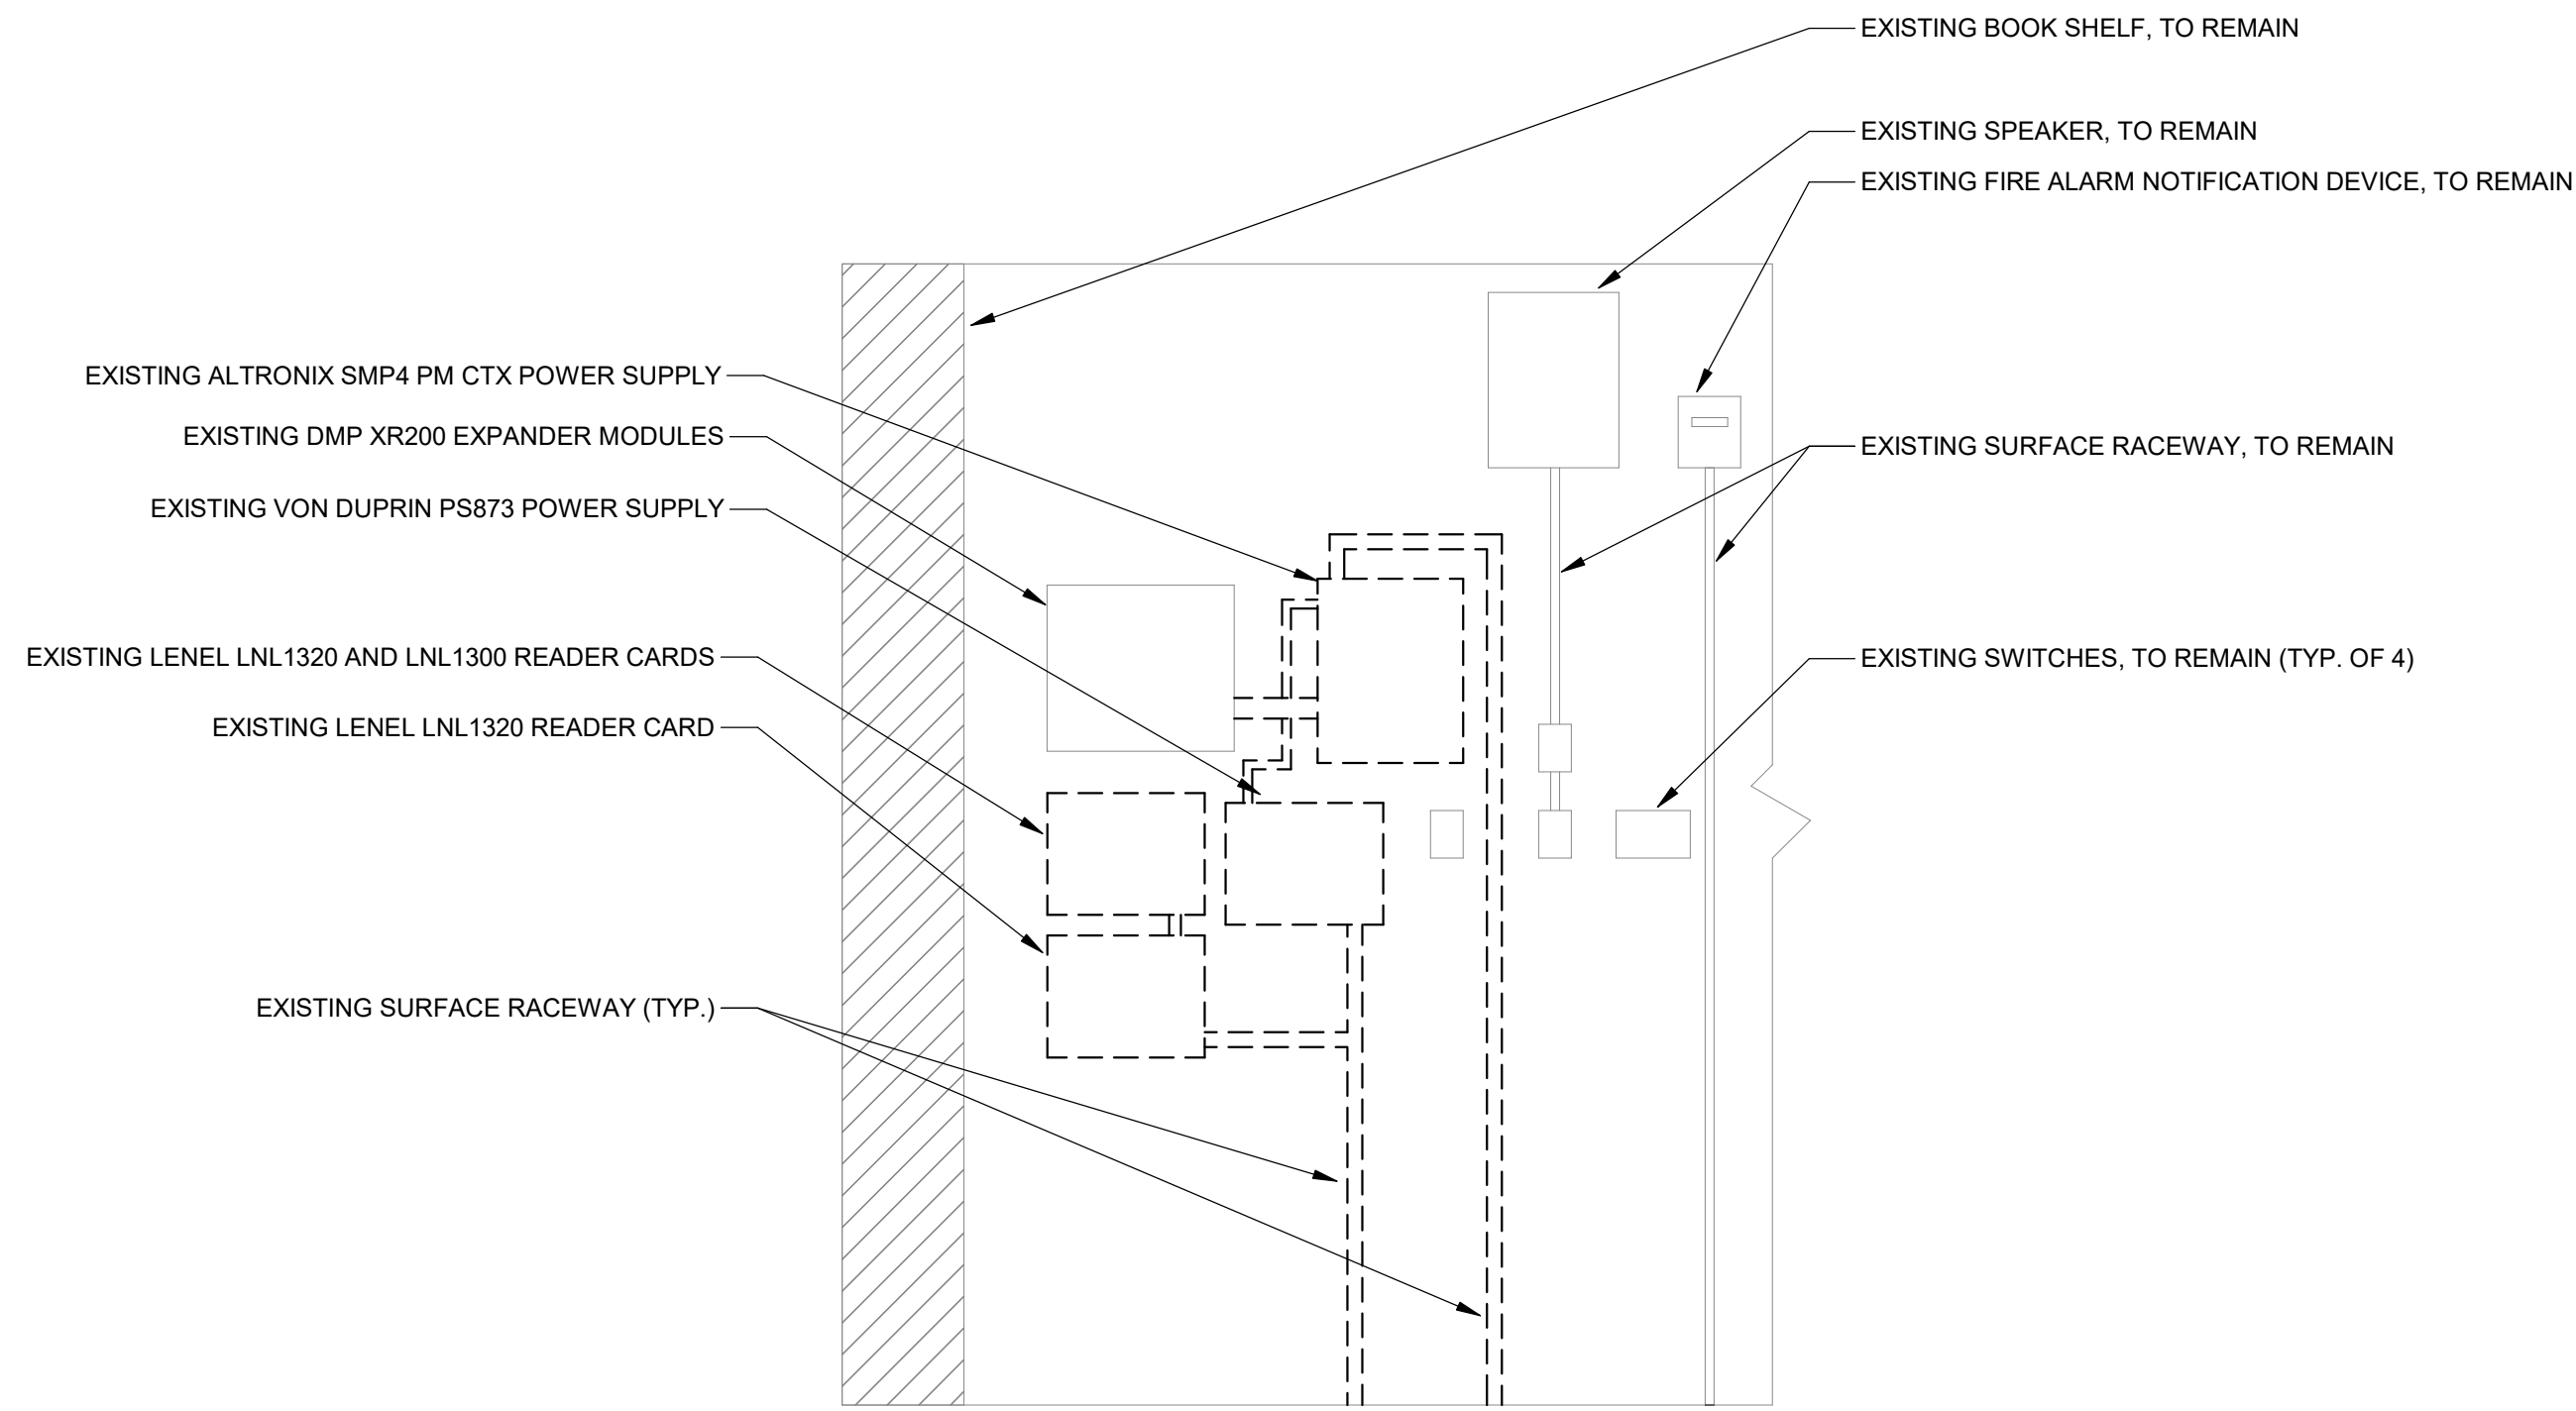 EXISTING BOOK SHELF, TO REMAIN
EXISTING SPEAKER, TO REMAIN
EXISTING FIRE ALARM NOTIFICATION DEVICE, TO REMAIN
EXISTING ALTRONIX SMP4 PM CTX POWER SUPPLY
EXISTING DMP XR200 EXPANDER MODULES
EXISTING SURFACE RACEWAY, TO REMAIN
EXISTING VON DUPRIN PS873 POWER SUPPLY
EXISTING LENEL LNL1320 AND LNL1300 READER CARDS
EXISTING SWITCHES, TO REMAIN (TYP. OF 4)
EXISTING LENEL LNL1320 READER CARD
EXISTING SURFACE RACEWAY (TYP.)